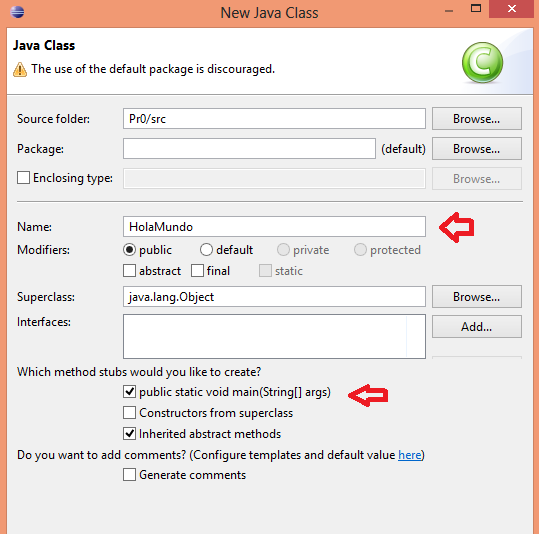 New Java Class
Java Class
The use of the default package is discouraged.
C
Source folder: Pr0/src Browse...
Package: (default) Browse...
Enclosing type: Browse...
Name: HolaMundo
Modifiers: public default private protected
abstract final static
Superclass: java.lang.Object Browse...
Interfaces: Add...
Which method stubs would you like to create?
public static void main(String[] args)
Constructors from superclass
Inherited abstract methods
Do you want to add comments? (Configure templates and default value here)
Generate comments